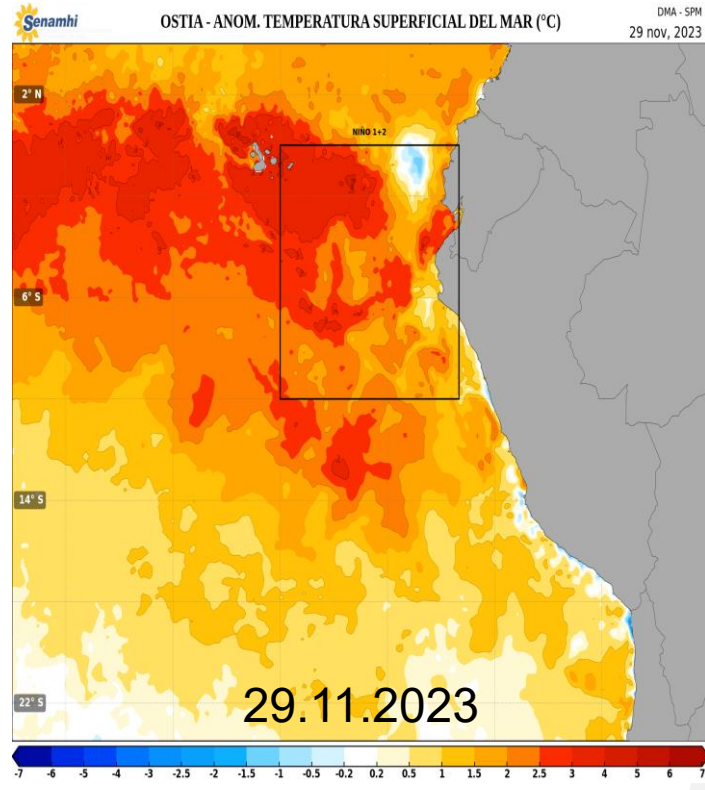 Senamhi
OSTIA - ANOM. TEMPERATURA SUPERFICIAL DEL MAR (°C)
DMA - SPM
29 nov, 2023
2° N
NIÑO 1+2
6° S
14° S
22° S
29.11.2023
-7 -6 -5 -4 -3 -2.5 -2 -1.5 -1 -0.5 -0.2 0.2 0.5 1 1.5 2 2.5 3 4 5 6 7